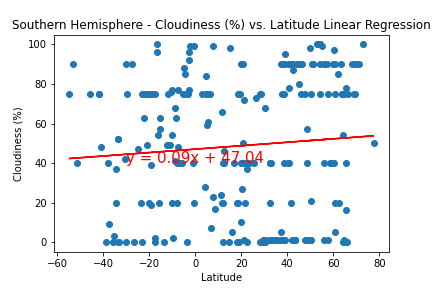 Southern Hemisphere - Cloudiness (%) vs. Latitude Linear Regression
100
80
60
40
20
0
Cloudiness (%)
y = 0.09x + 47.04
−60 −40 −20 0 20 40 60 80
Latitude